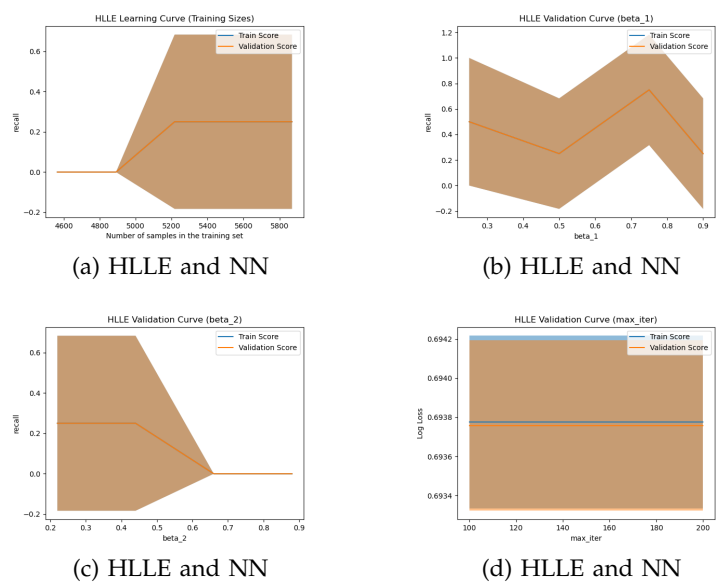 HLLE Learning Curve (Training Sizes)
Train Score
Validation Score
recall
0.6
0.4
0.2
0.0
−0.2
4600 4800 5000 5200 5400 5600 5800
Number of samples in the training set
(a) HLLE and NN
HLLE Validation Curve (beta_1)
Train Score
Validation Score
recall
1.2
1.0
0.8
0.6
0.4
0.2
0.0
−0.2
0.3 0.4 0.5 0.6 0.7 0.8 0.9
beta_1
(b) HLLE and NN
HLLE Validation Curve (beta_2)
Train Score
Validation Score
recall
0.6
0.4
0.2
0.0
−0.2
0.2 0.3 0.4 0.5 0.6 0.7 0.8 0.9
beta_2
(c) HLLE and NN
HLLE Validation Curve (max_iter)
Train Score
Validation Score
Log Loss
0.6942
0.6940
0.6938
0.6936
0.6934
100 120 140 160 180 200
max_iter
(d) HLLE and NN